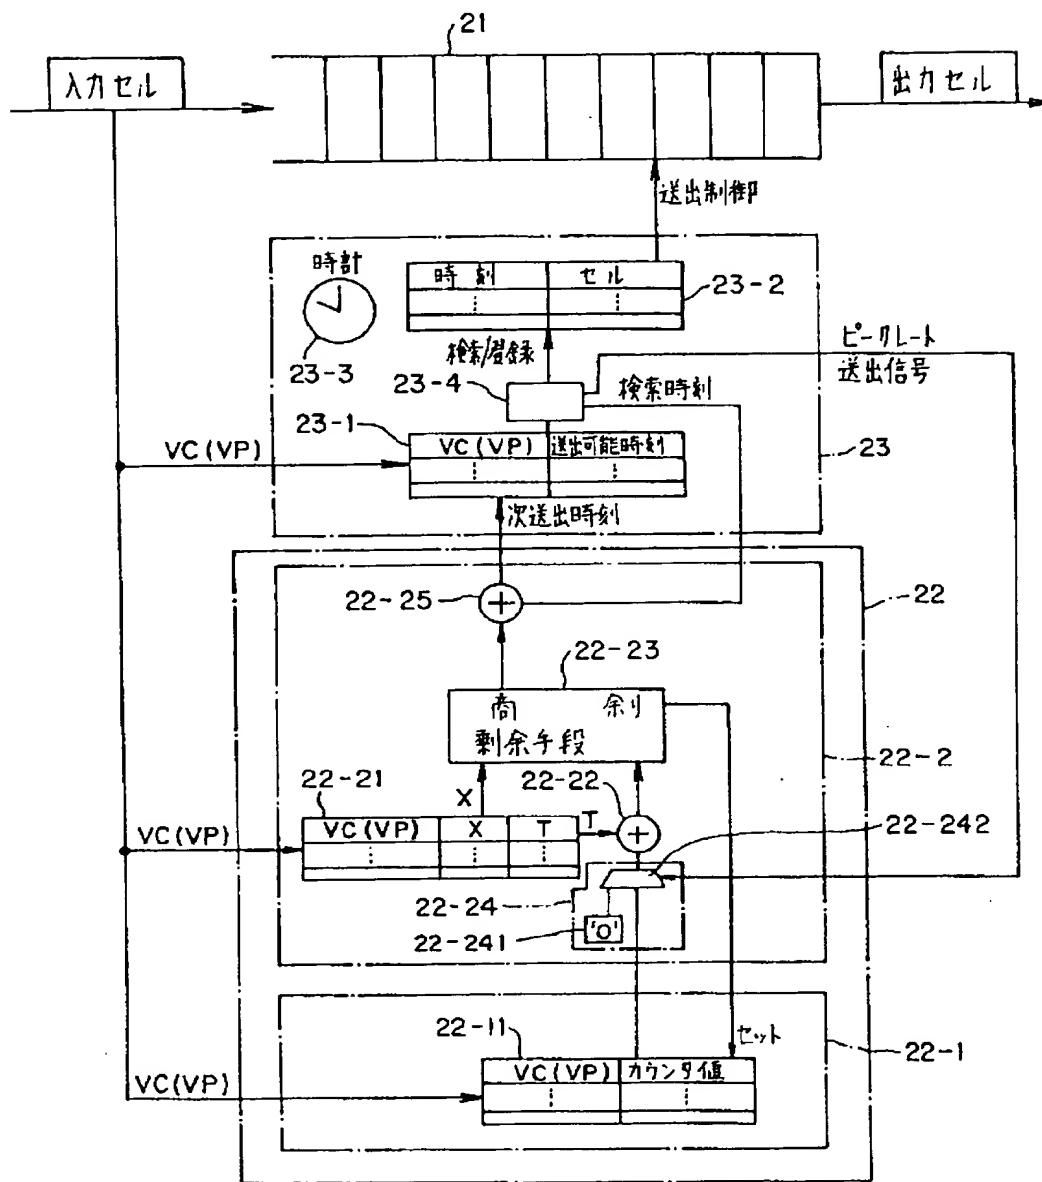 21
入力セル
出力セル
送出制御
時計
時刻
セル
23-2
23-3
検索/登録
ピークレート
送出信号
23-4
検索時刻
23-1
VC(VP)
送出可能時刻
VC(VP)
23
次送出時刻
22-25
22
22-23
商
余り
剰余手段
22-2
22-21
X
22-22
T
VC(VP)
X
T
22-242
VC(VP)
22-24
22-241
'0'
22-11
セット
22-1
VC(VP)
カウンタ値
VC(VP)